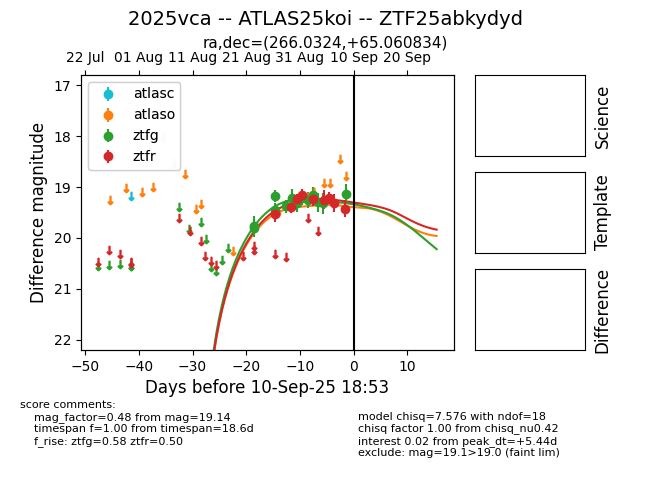 2025vca -- ATLAS25koi -- ZTF25abkydyd
ra,dec=(266.0324,+65.060834)
22 Jul 01 Aug 11 Aug 21 Aug 31 Aug 10 Sep 20 Sep
atlasc
atlaso
ztfg
ztfr
17
18
19
20
21
22
Difference magnitude
−50 −40 −30 −20 −10 0 10
Days before 10-Sep-25 18:53
Science
Template
Difference
score comments:
mag_factor=0.48 from mag=19.14
timespan f=1.00 from timespan=18.6d
f_rise: ztfg=0.58 ztfr=0.50
model chisq=7.576 with ndof=18
chisq factor 1.00 from chisq_nu0.42
interest 0.02 from peak_dt=+5.44d
exclude: mag=19.1>19.0 (faint lim)